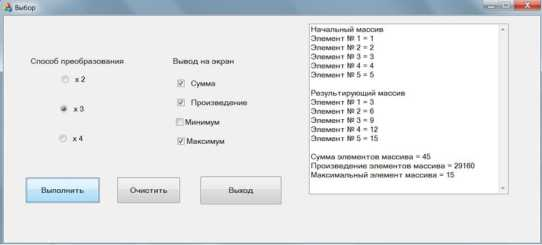 Выбор
Способ преобразования
x 2
x 3
x 4
Вывод на экран
Сумма
Произведение
Минимум
Максимум
Выполнить
Очистить
Выход
Начальный массив
Элемент № 1 = 1
Элемент № 2 = 2
Элемент № 3 = 3
Элемент № 4 = 4
Элемент № 5 = 5
Результирующий массив
Элемент № 1 = 3
Элемент № 2 = 6
Элемент № 3 = 9
Элемент № 4 = 12
Элемент № 5 = 15
Сумма элементов массива = 45
Произведение элементов массива = 29160
Максимальный элемент массива = 15